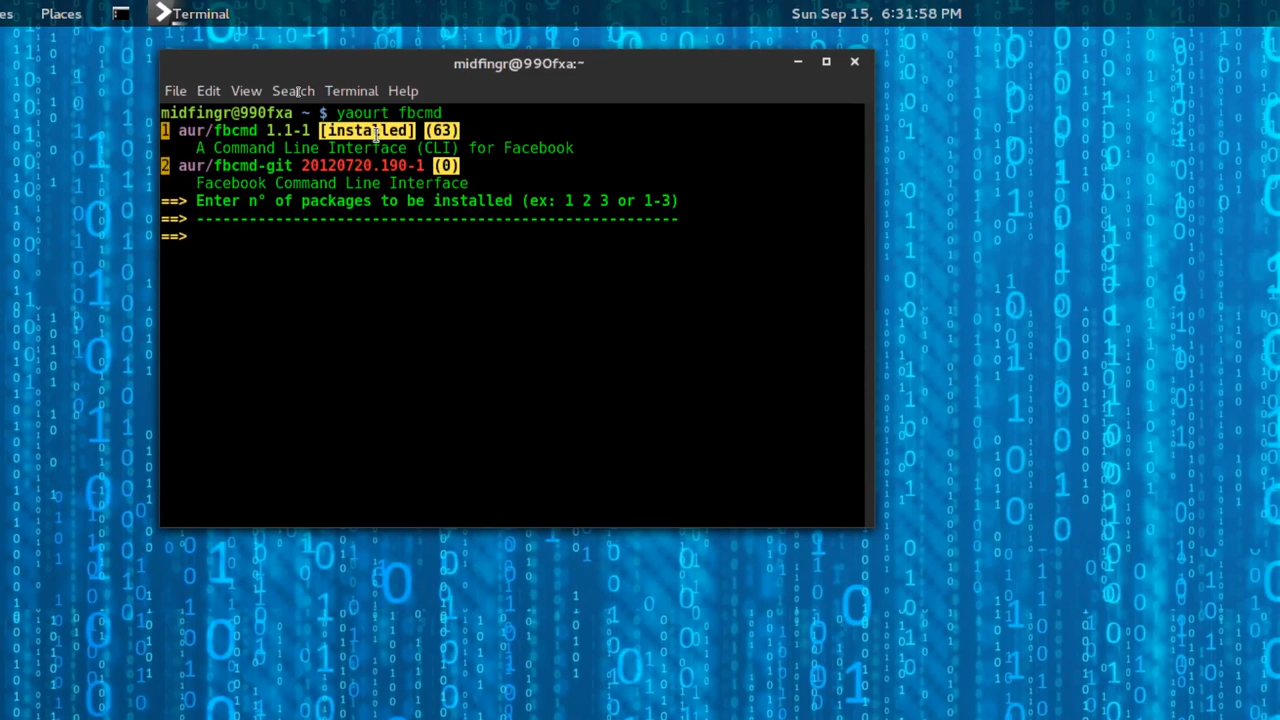 es Places Terminal Sun Sep 15, 6:31:58 PM
midfingr@990fxa:~
File Edit View Search Terminal Help
midfingr@990fxa ~ $ yaourt fbcmd
1 aur/fbcmd 1.1-1 [installed] (63)
A Command Line Interface (CLI) for Facebook
2 aur/fbcmd-git 20120720.190-1 (0)
Facebook Command Line Interface
==> Enter n° of packages to be installed (ex: 1 2 3 or 1-3)
==> -------------------------------------------------------
==>